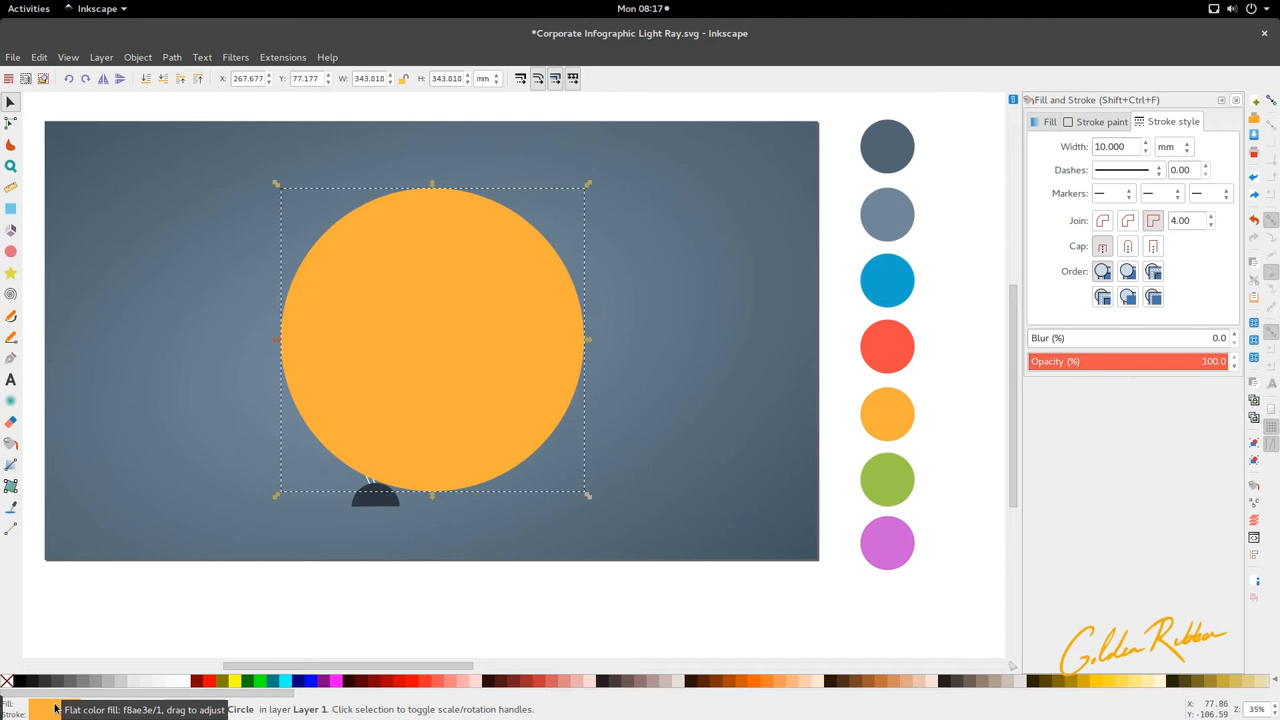 Activities
Inkscape
Mon 08:17
*Corporate Infographic Light Ray.svg - Inkscape
File Edit View Layer Object Path Text Filters Extensions Help
X: 267.677 Y: 77.177 W: 343.818 H: 343.818 mm
Fill and Stroke (Shift+Ctrl+F)
Fill Stroke paint Stroke style
Width: 10.000 mm
Dashes: 0.00
Markers:
Join: 4.00
Cap:
Order:
Blur (%) 0.0
Opacity (%) 100.0
Golden Ribbon
Fill:
Stroke:
Flat color fill: f8ae3e/1, drag to adjust
Circle in layer Layer 1. Click selection to toggle scale/rotation handles.
X: 77.86
Y: -106.59
Z: 35%